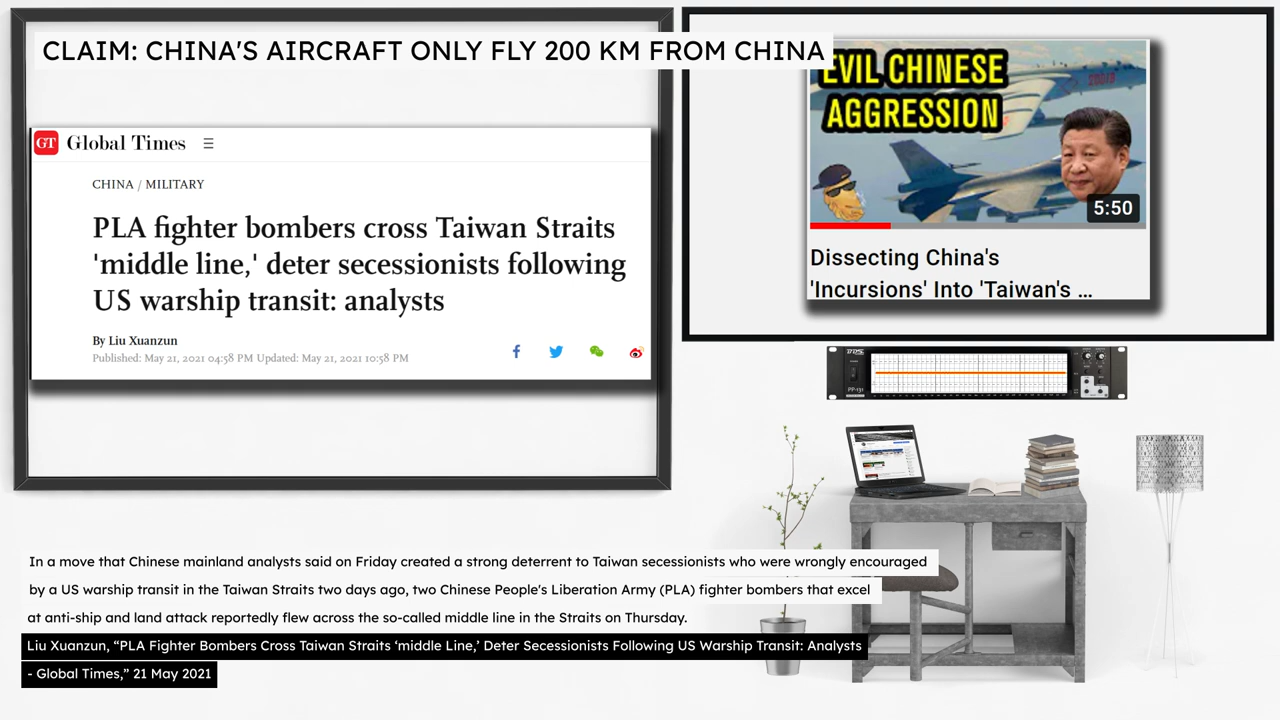 CLAIM: CHINA'S AIRCRAFT ONLY FLY 200 KM FROM CHINA
GT Global Times
CHINA / MILITARY
PLA fighter bombers cross Taiwan Straits
'middle line,' deter secessionists following
US warship transit: analysts
By Liu Xuanzun
Published: May 21, 2021 04:58 PM Updated: May 21, 2021 10:58 PM
EVIL CHINESE
AGGRESSION
5:50
Dissecting China's
'Incursions' Into 'Taiwan's ...
PP-131
In a move that Chinese mainland analysts said on Friday created a strong deterrent to Taiwan secessionists who were wrongly encouraged
by a US warship transit in the Taiwan Straits two days ago, two Chinese People's Liberation Army (PLA) fighter bombers that excel
at anti-ship and land attack reportedly flew across the so-called middle line in the Straits on Thursday.
Liu Xuanzun, “PLA Fighter Bombers Cross Taiwan Straits ‘middle Line,’ Deter Secessionists Following US Warship Transit: Analysts
- Global Times,” 21 May 2021